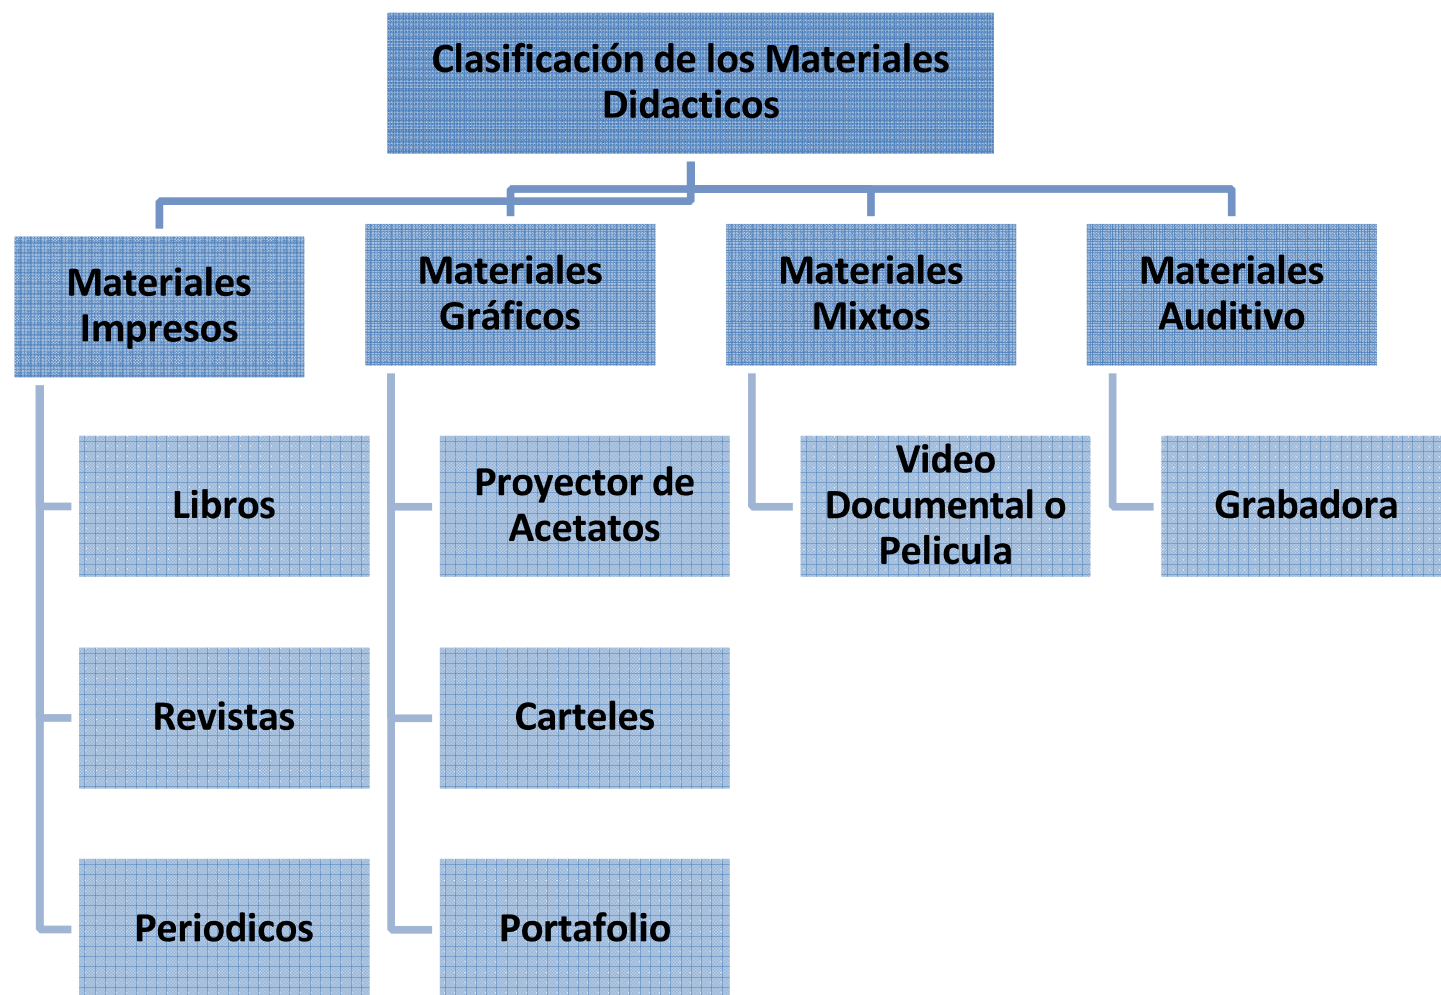 Clasificación de los Materiales
Didacticos
Materiales
Impresos
Materiales
Gráficos
Materiales
Mixtos
Materiales
Auditivo
Libros
Proyector de
Acetatos
Video
Documental o
Pelicula
Grabadora
Revistas
Carteles
Periodicos
Portafolio